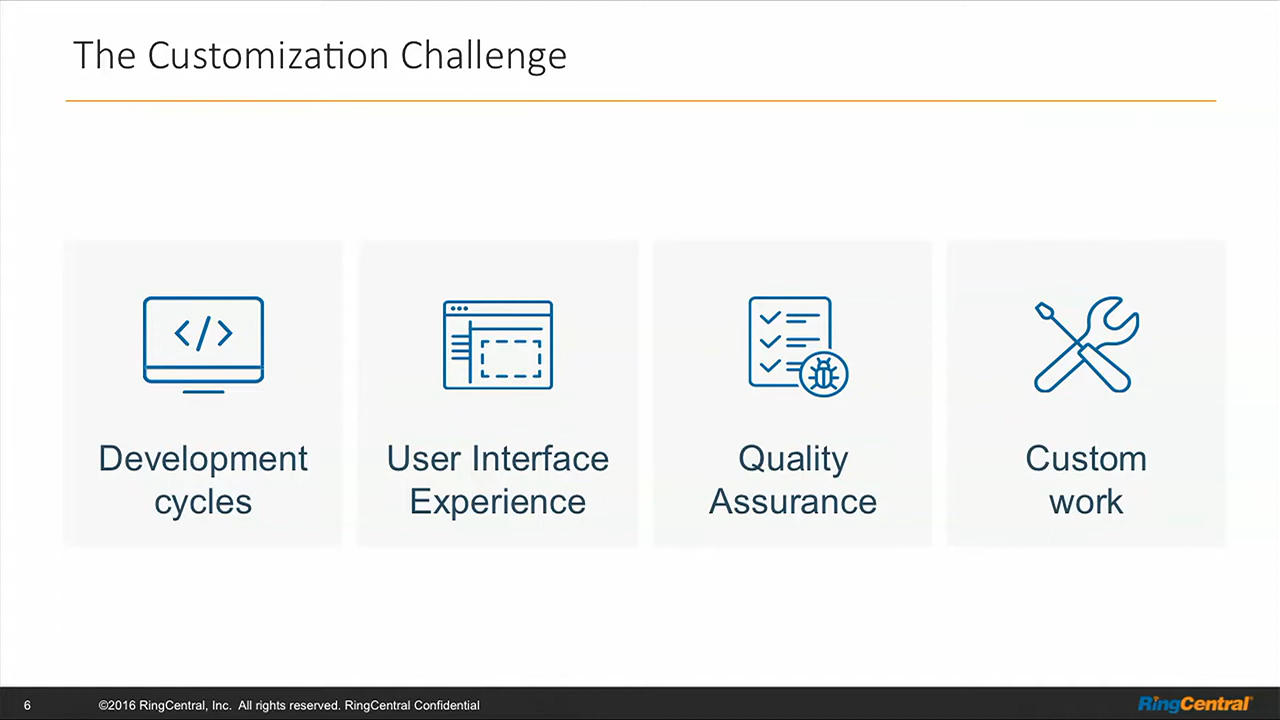 The Customization Challenge
Development
cycles
User Interface
Experience
Quality
Assurance
Custom
work
6
©2016 RingCentral, Inc. All rights reserved. RingCentral Confidential
RingCentral®